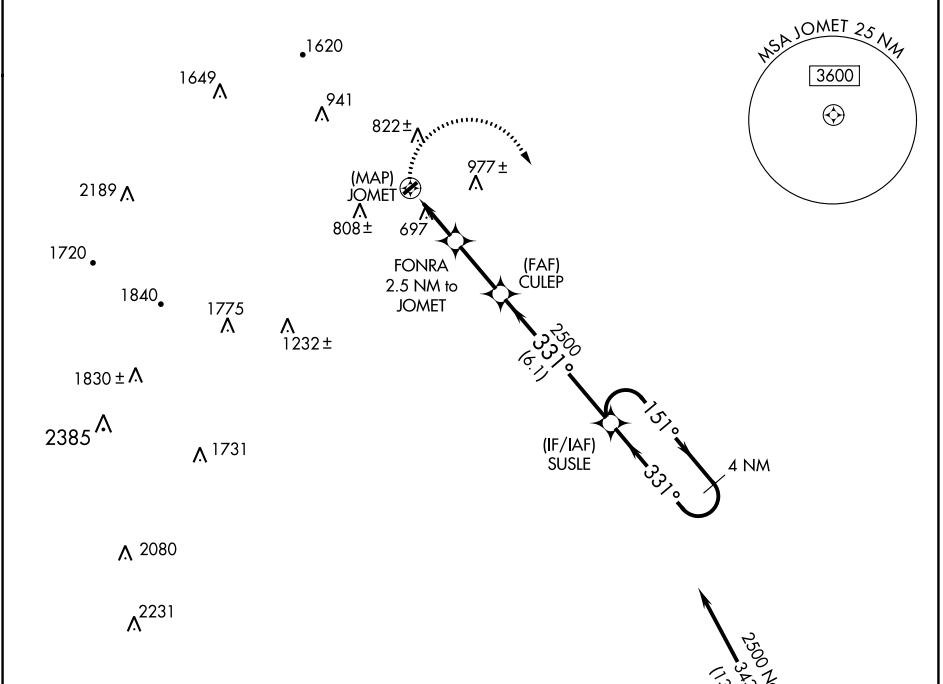 MSA JOMET 25 NM
3600
1620
1649
941
822±
977±
(MAP)
JOMET
2189
808±
697
1720
FONRA
2.5 NM to
JOMET
(FAF)
CULEP
1840
1775
1232±
2500
331°
(6.1)
1830±
2385
1731
151°
(IF/IAF)
SUSLE
331°
4 NM
2080
2231
2500